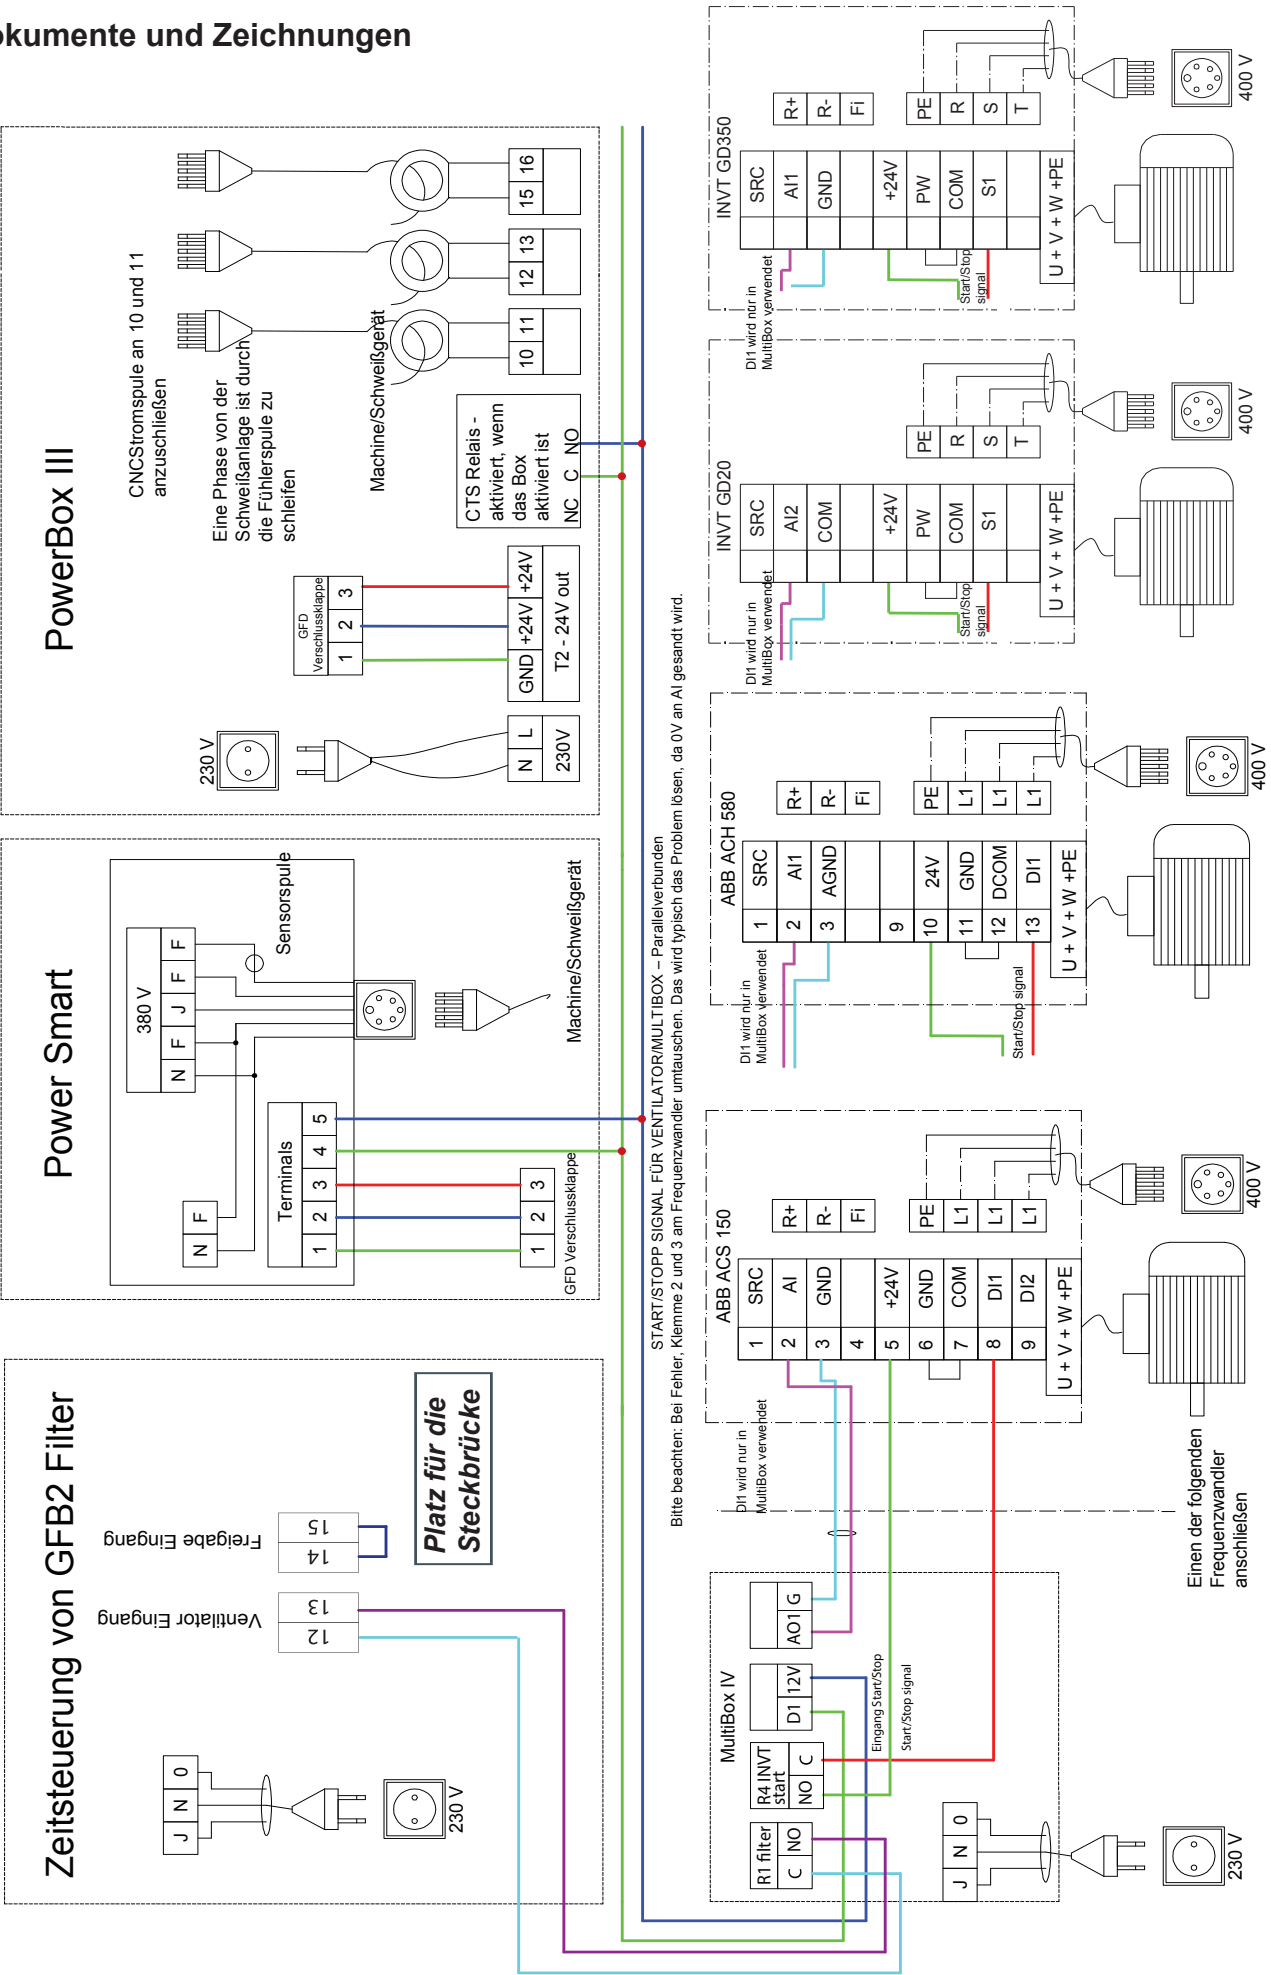 okumente und Zeichnungen
PowerBox III
CNCStromspule an 10 und 11
anzuschließen
Eine Phase von der
Schweißanlage ist durch
die Fühlerspule zu
schleifen
Machine/Schweißgerät
10 11
12 13
15 16
CTS Relais -
aktiviert, wenn
das Box
aktiviert ist
NC C NO
GFD
Verschlussklappe
1 2 3
GND +24V +24V
T2 - 24V out
230 V
N L
230V
Power Smart
380 V
N F J F F
Sensorspule
N F
Terminals
1 2 3 4 5
Machine/Schweißgerät
1 2 3
GFD Verschlussklappe
Zeitsteuerung von GFB2 Filter
Freigabe Eingang
14 15
Ventilator Eingang
12 13
Platz für die
Steckbrücke
J N 0
230 V
START/STOPP SIGNAL FÜR VENTILATOR/MULTIBOX – Parallelverbunden
Bitte beachten: Bei Fehler, Klemme 2 und 3 am Frequenzwandler umtauschen. Das wird typisch das Problem lösen, da 0V an AI gesandt wird.
MultiBox IV
R1 filter
C NO
R4 INVT
start
NO C
D1 12V
AO1 G
Eingang Start/Stop
Start/Stop signal
J N 0
230 V
DI1 wird nur in
MultiBox verwendet
ABB ACS 150
1 SRC
2 AI
3 GND
4
5 +24V
6 GND
7 COM
8 DI1
9 DI2
U + V + W +PE
R+
R-
Fi
PE
L1
L1
L1
400 V
Einen der folgenden
Frequenzwandler
anschließen
DI1 wird nur in
MultiBox verwendet
ABB ACH 580
1 SRC
2 AI1
3 AGND
9
10 24V
11 GND
12 DCOM
13 DI1
U + V + W +PE
Start/Stop signal
R+
R-
Fi
PE
L1
L1
L1
400 V
DI1 wird nur in
MultiBox verwendet
INVT GD20
SRC
AI2
COM
+24V
PW
COM
S1
U + V + W +PE
Start/Stop
signal
PE
R
S
T
400 V
DI1 wird nur in
MultiBox verwendet
INVT GD350
SRC
AI1
GND
+24V
PW
COM
S1
U + V + W +PE
Start/Stop
signal
R+
R-
Fi
PE
R
S
T
400 V